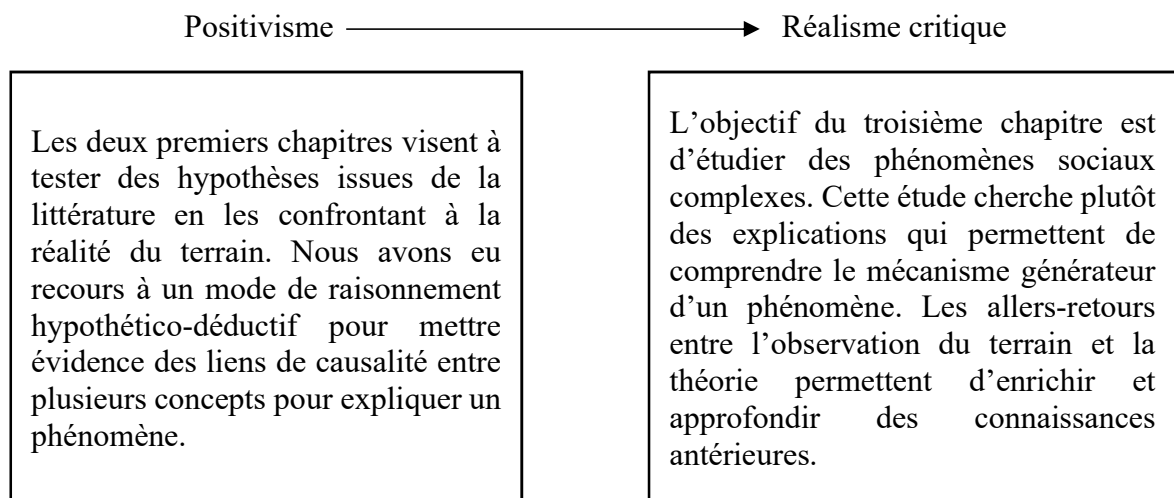 Positivisme
Réalisme critique
Les deux premiers chapitres visent à
tester des hypothèses issues de la
littérature en les confrontant à la
réalité du terrain. Nous avons eu
recours à un mode de raisonnement
hypothético-déductif pour mettre
évidence des liens de causalité entre
plusieurs concepts pour expliquer un
phénomène.
L’objectif du troisième chapitre est
d’étudier des phénomènes sociaux
complexes. Cette étude cherche plutôt
des explications qui permettent de
comprendre le mécanisme générateur
d’un phénomène. Les allers-retours
entre l’observation du terrain et la
théorie permettent d’enrichir et
approfondir des connaissances
antérieures.